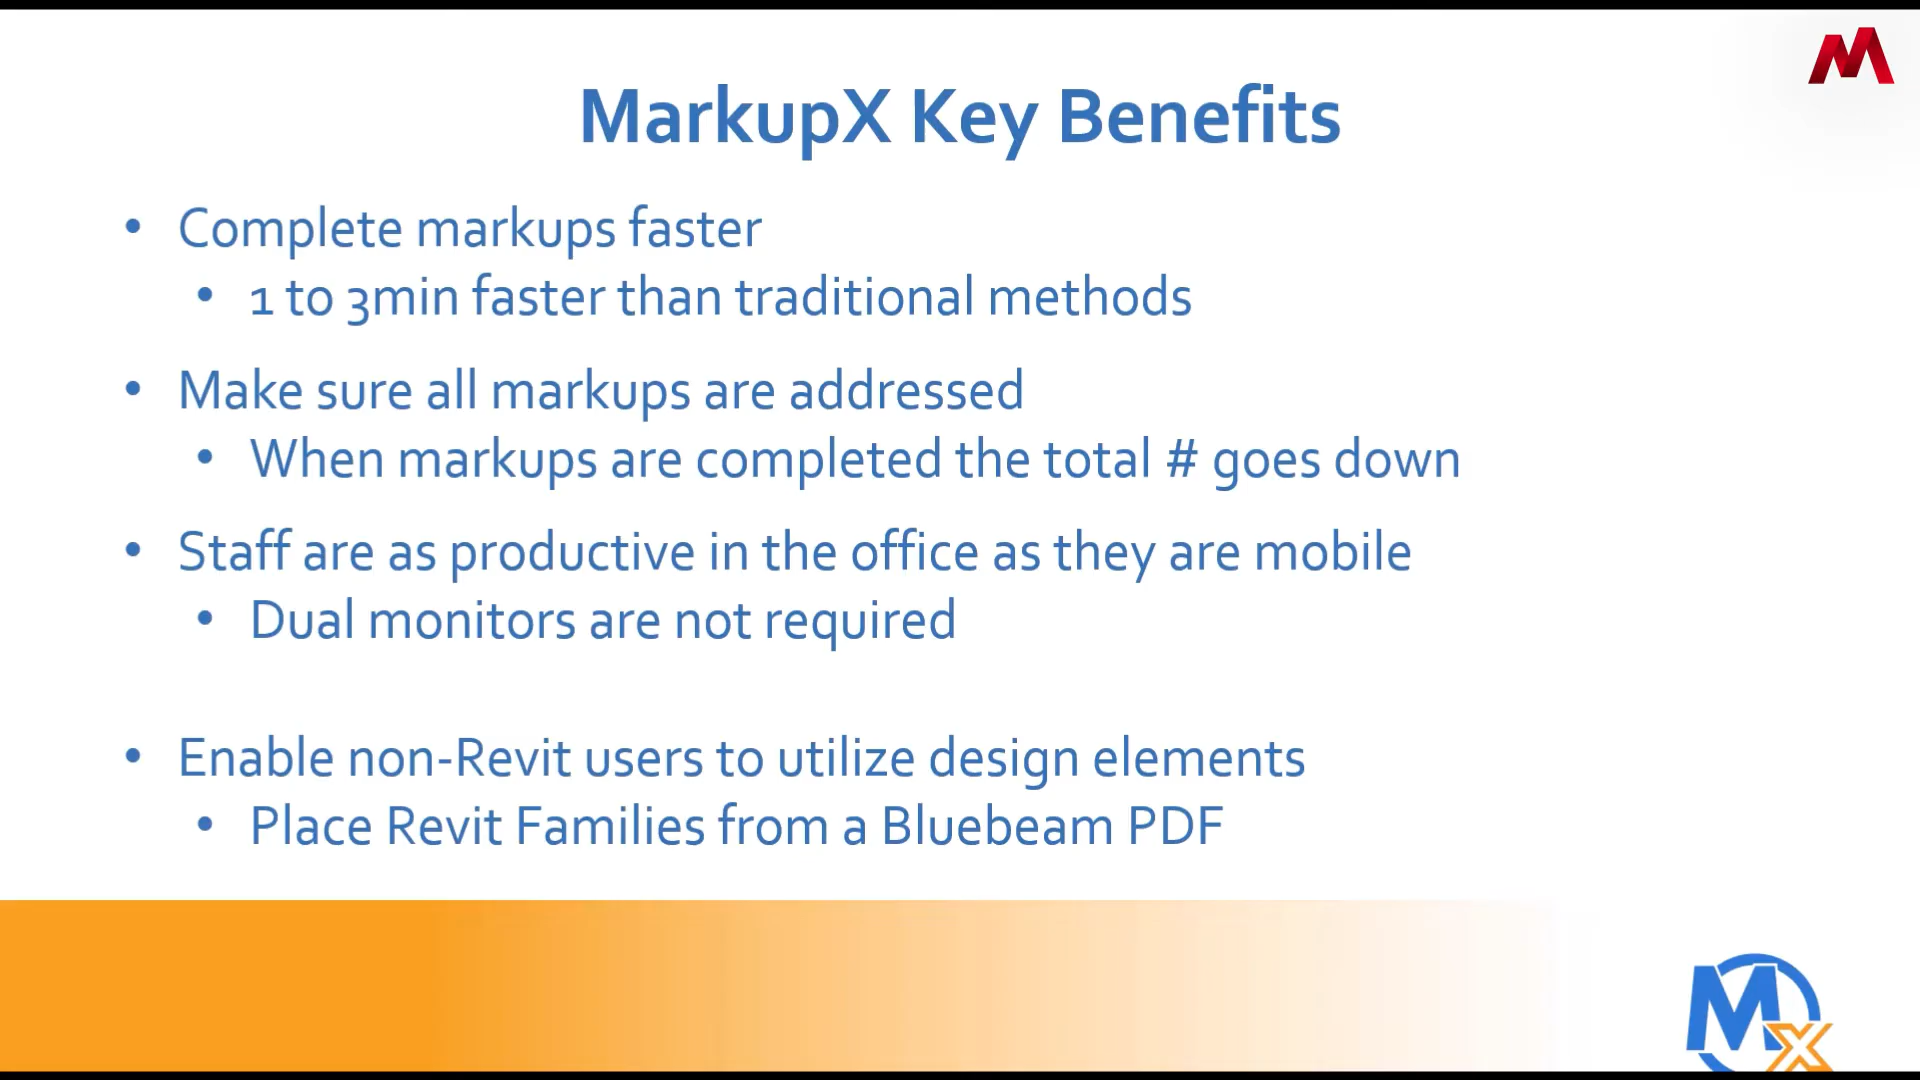 MarkupX Key Benefits
• Complete markups faster
• 1 to 3min faster than traditional methods
• Make sure all markups are addressed
• When markups are completed the total # goes down
• Staff are as productive in the office as they are mobile
• Dual monitors are not required
• Enable non-Revit users to utilize design elements
• Place Revit Families from a Bluebeam PDF
M
Mx